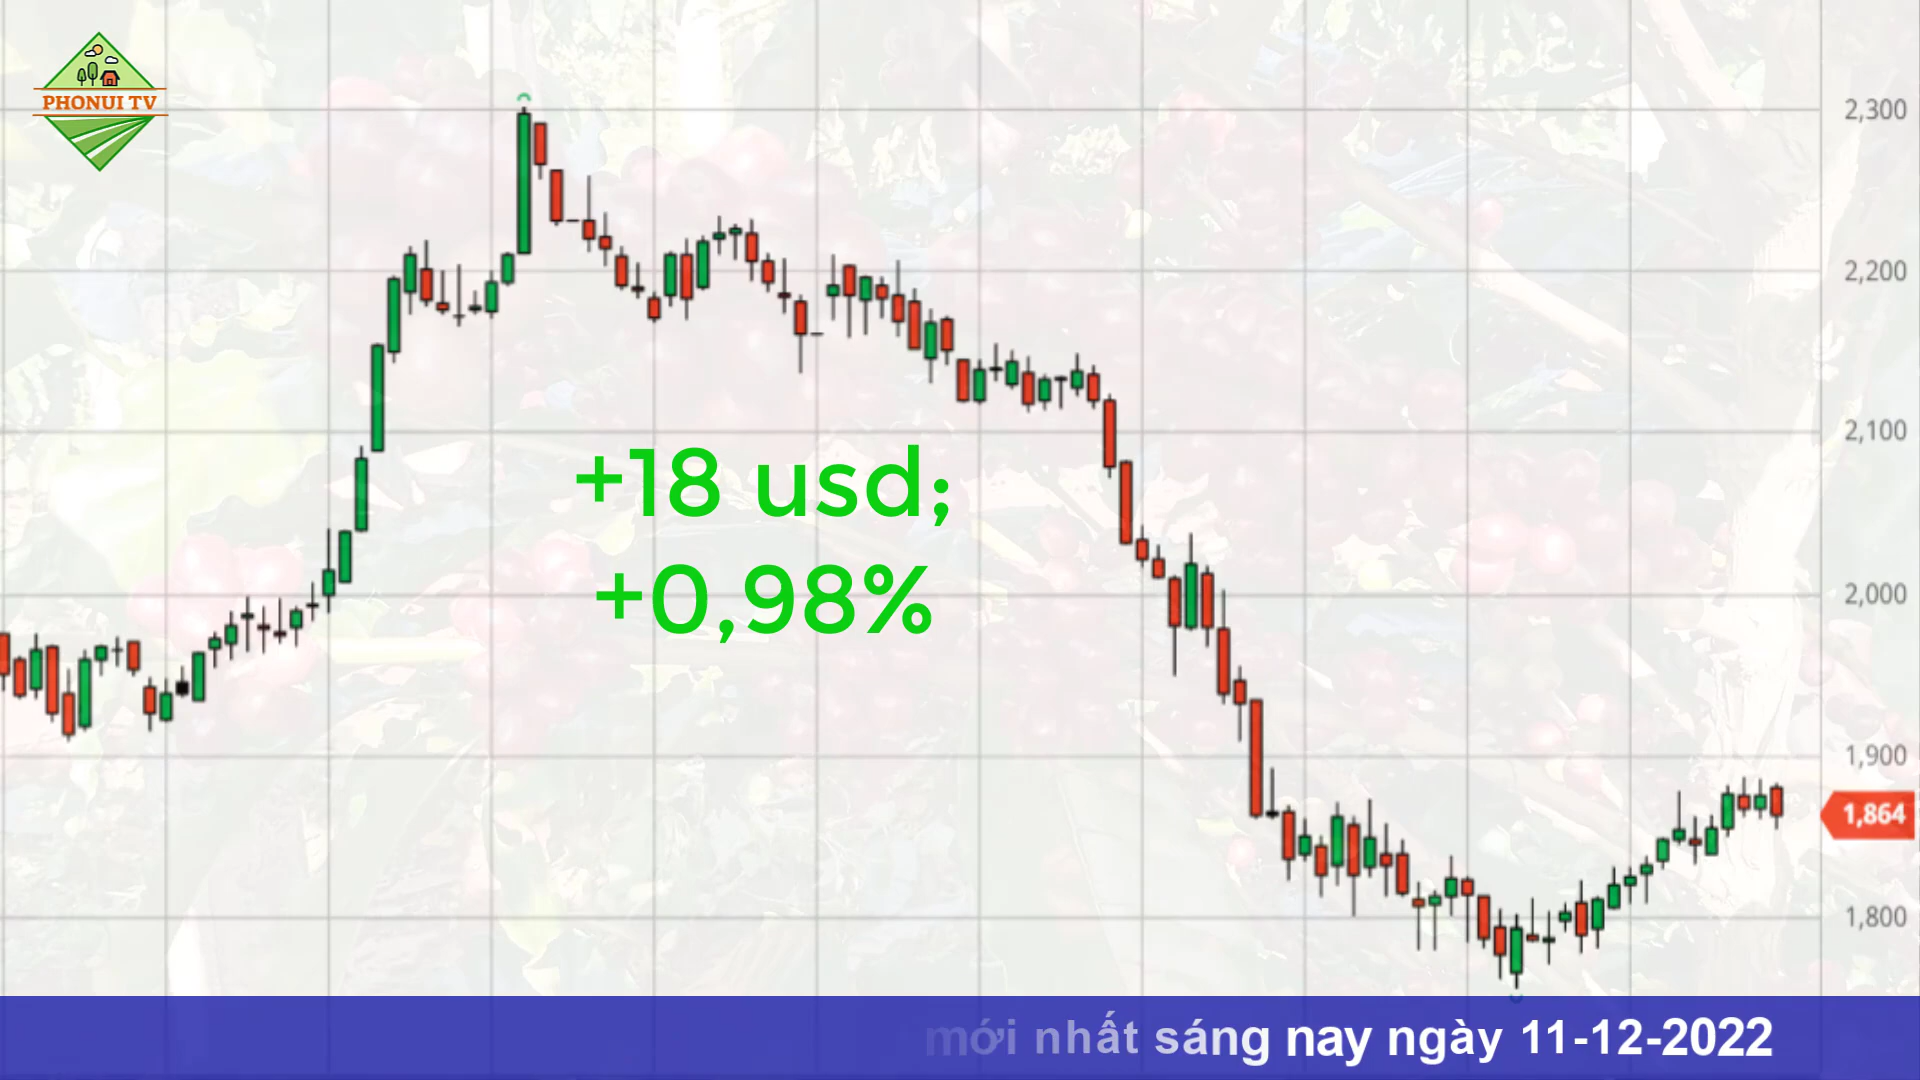 PHONUI TV
2,300
2,200
2,100
+18 usd;
+0,98%
2,000
1,900
1,864
1,800
mới nhất sáng nay ngày 11-12-2022